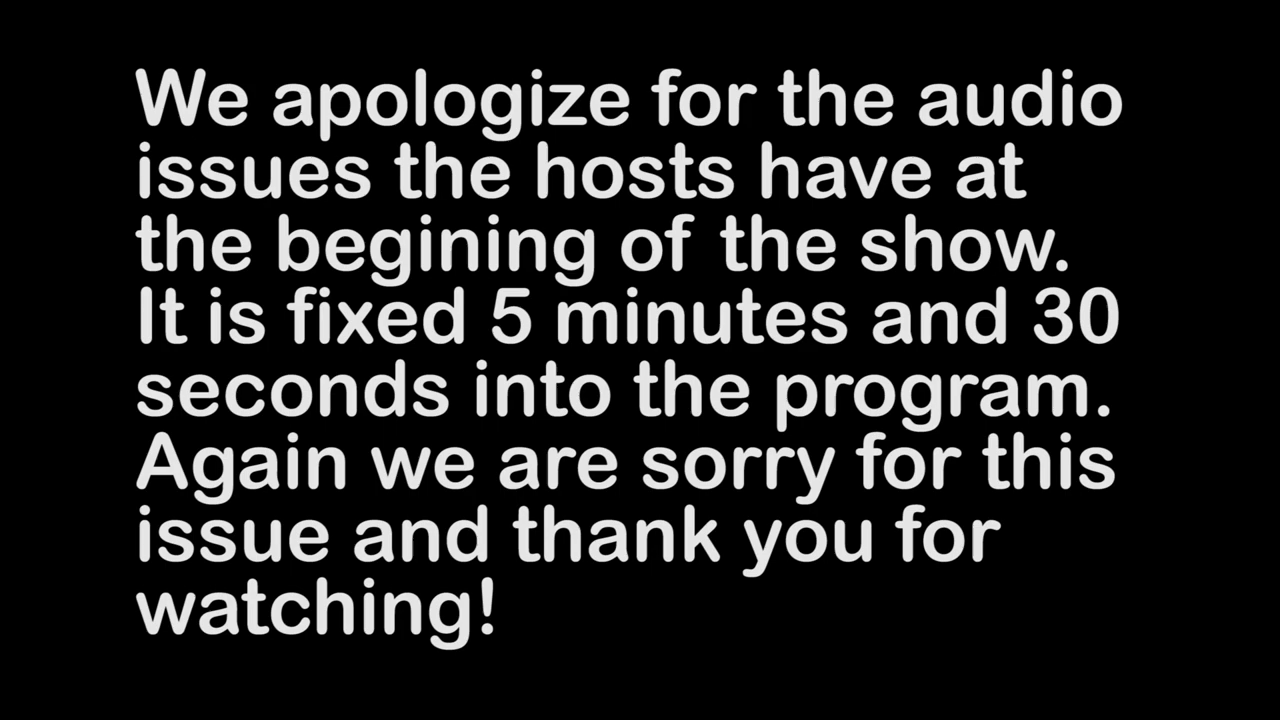 We apologize for the audio
issues the hosts have at
the begining of the show.
It is fixed 5 minutes and 30
seconds into the program.
Again we are sorry for this
issue and thank you for
watching!